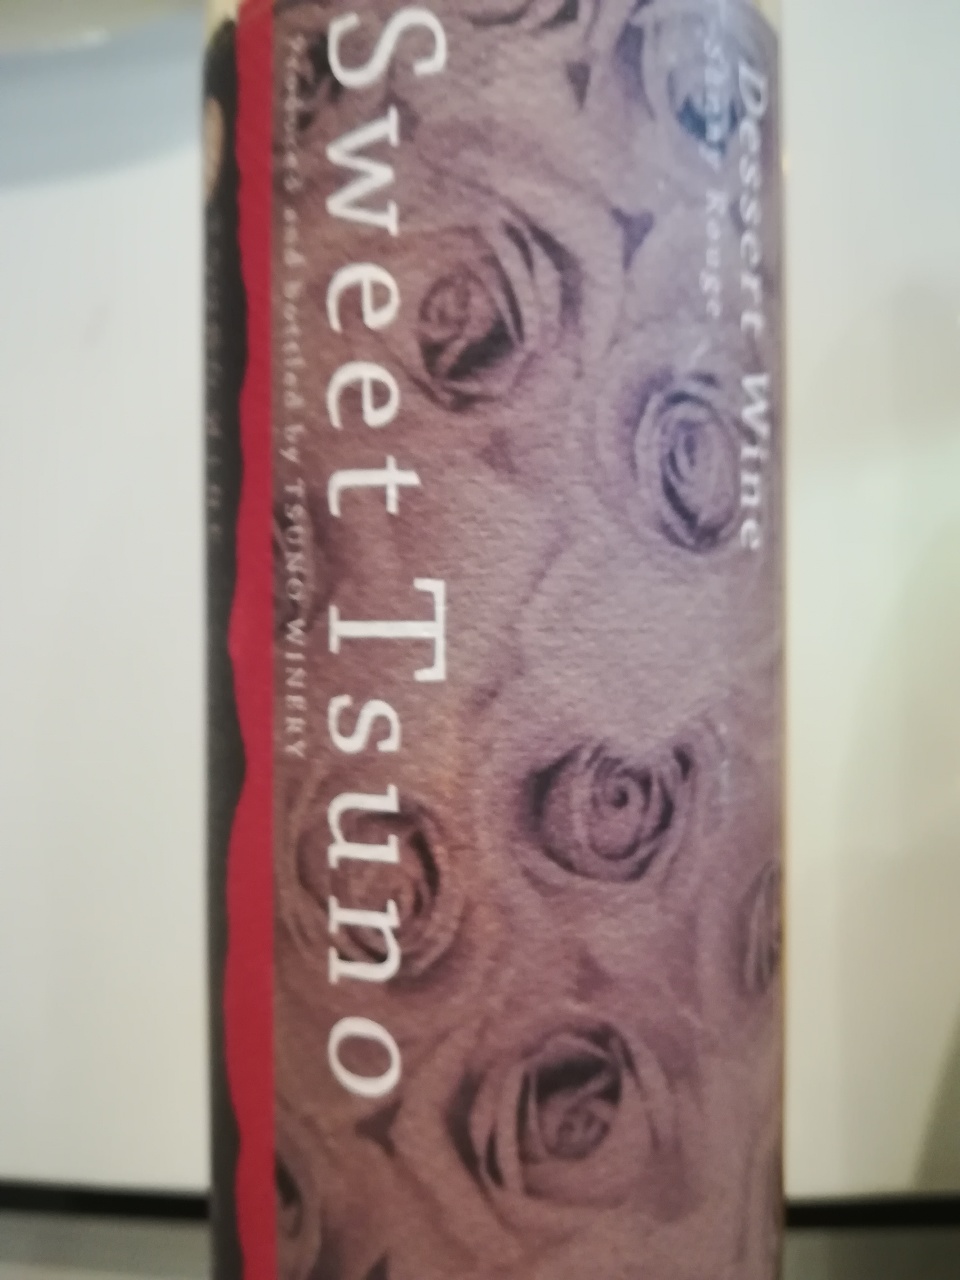 Dessert Wine
Rouge
Sweet Tsuno
Produced and bottled by TSUNO WINERY